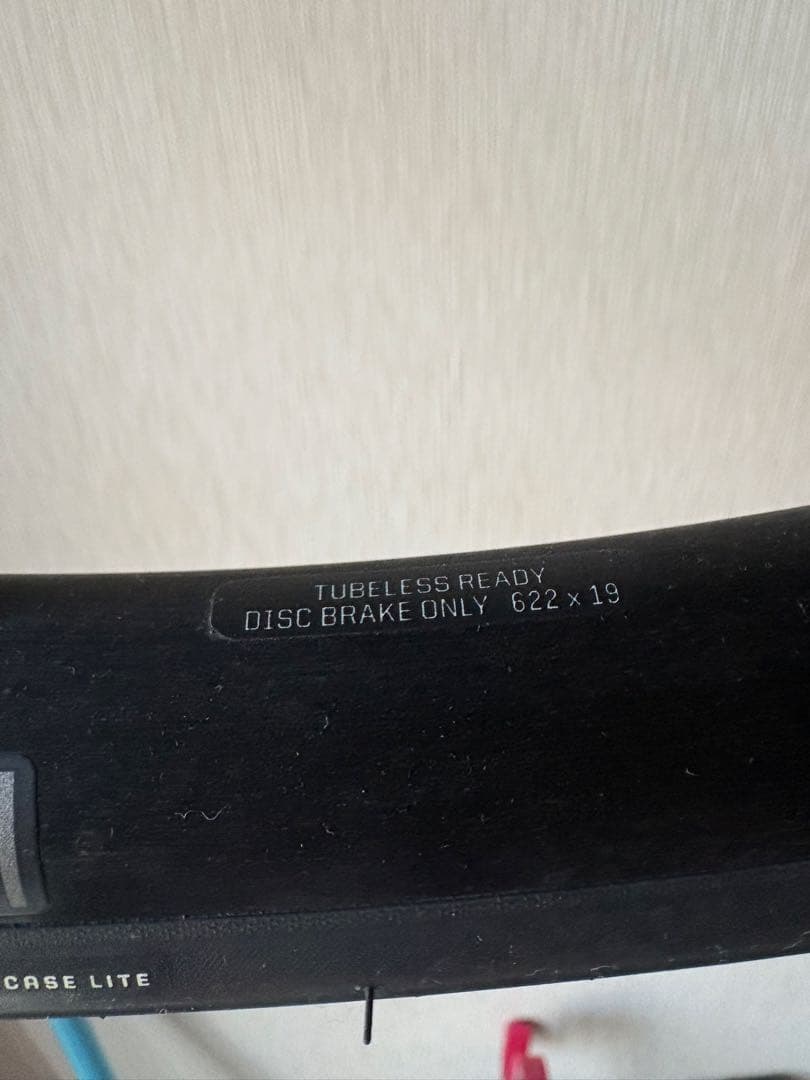 TUBELESS READY
DISC BRAKE ONLY 622 x 19
CASE LITE